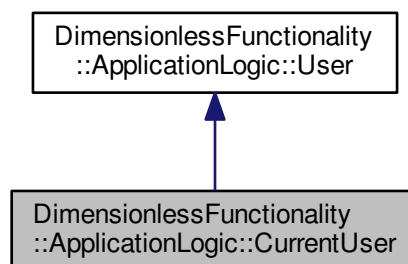 DimensionlessFunctionality
::ApplicationLogic::User
DimensionlessFunctionality
::ApplicationLogic::CurrentUser